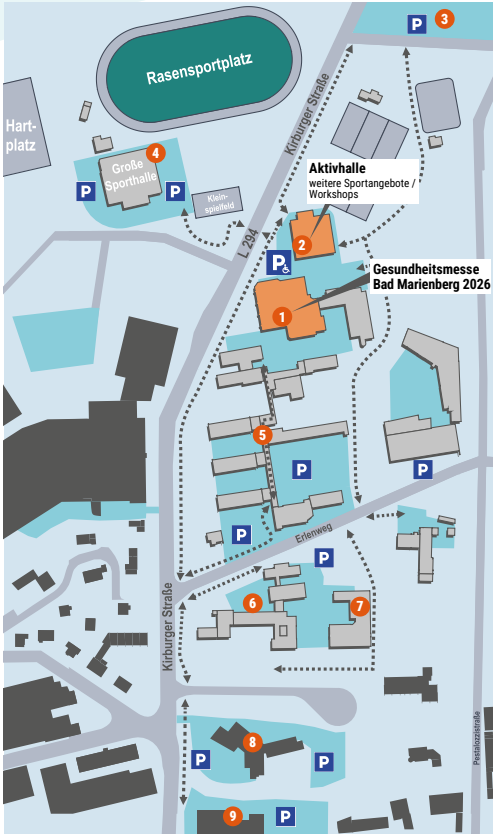 P
3
Rasensportplatz
Kirburger Straße
Hart-
platz
4
Große
Sporthalle
P
P
Klein-
spielfeld
Aktivhalle
weitere Sportangebote /
Workshops
L 294
2
P
Gesundheitsmesse
Bad Marienberg 2026
1
5
P
P
P
Erlenweg
P
Kirburger Straße
6
7
Pestalozzistraße
8
P
P
9
P